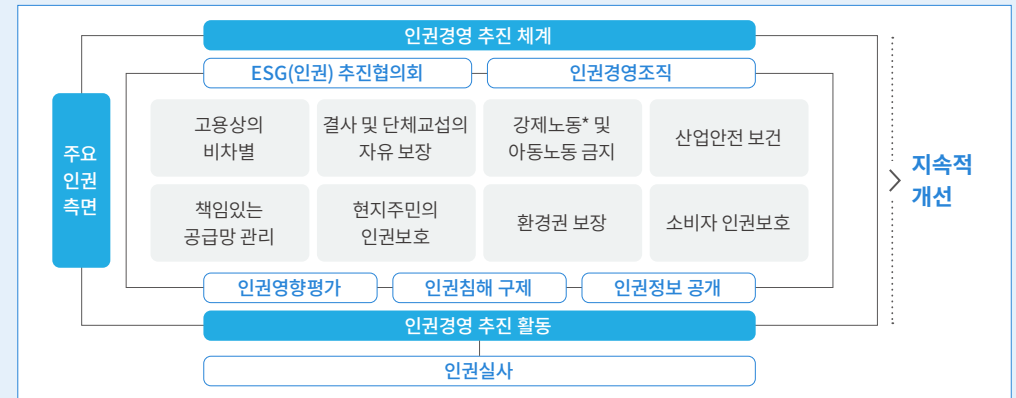 인권경영 추진 체계
ESG(인권) 추진협의회
인권경영조직
주요
인권
측면
고용상의
비차별
결사 및 단체교섭의
자유 보장
강제노동* 및
아동노동 금지
산업안전 보건
책임있는
공급망 관리
현지주민의
인권보호
환경권 보장
소비자 인권보호
지속적
개선
인권영향평가
인권침해 구제
인권정보 공개
인권경영 추진 활동
인권실사